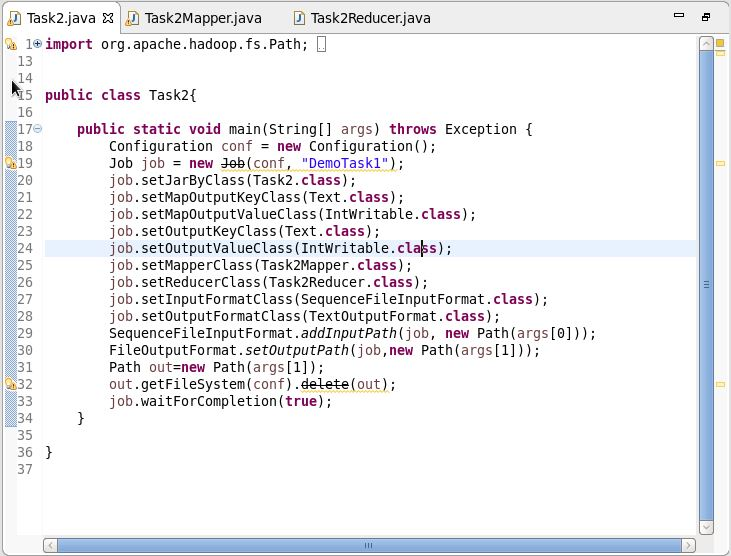 Task2.java Task2Mapper.java Task2Reducer.java
1 import org.apache.hadoop.fs.Path;
13
14
15 public class Task2{
16
17 public static void main(String[] args) throws Exception {
18 Configuration conf = new Configuration();
19 Job job = new Job(conf, "DemoTask1");
20 job.setJarByClass(Task2.class);
21 job.setMapOutputKeyClass(Text.class);
22 job.setMapOutputValueClass(IntWritable.class);
23 job.setOutputKeyClass(Text.class);
24 job.setOutputValueClass(IntWritable.class);
25 job.setMapperClass(Task2Mapper.class);
26 job.setReducerClass(Task2Reducer.class);
27 job.setInputFormatClass(SequenceFileInputFormat.class);
28 job.setOutputFormatClass(TextOutputFormat.class);
29 SequenceFileInputFormat.addInputPath(job, new Path(args[0]));
30 FileOutputFormat.setOutputPath(job,new Path(args[1]));
31 Path out=new Path(args[1]);
32 out.getFileSystem(conf).delete(out);
33 job.waitForCompletion(true);
34 }
35
36 }
37